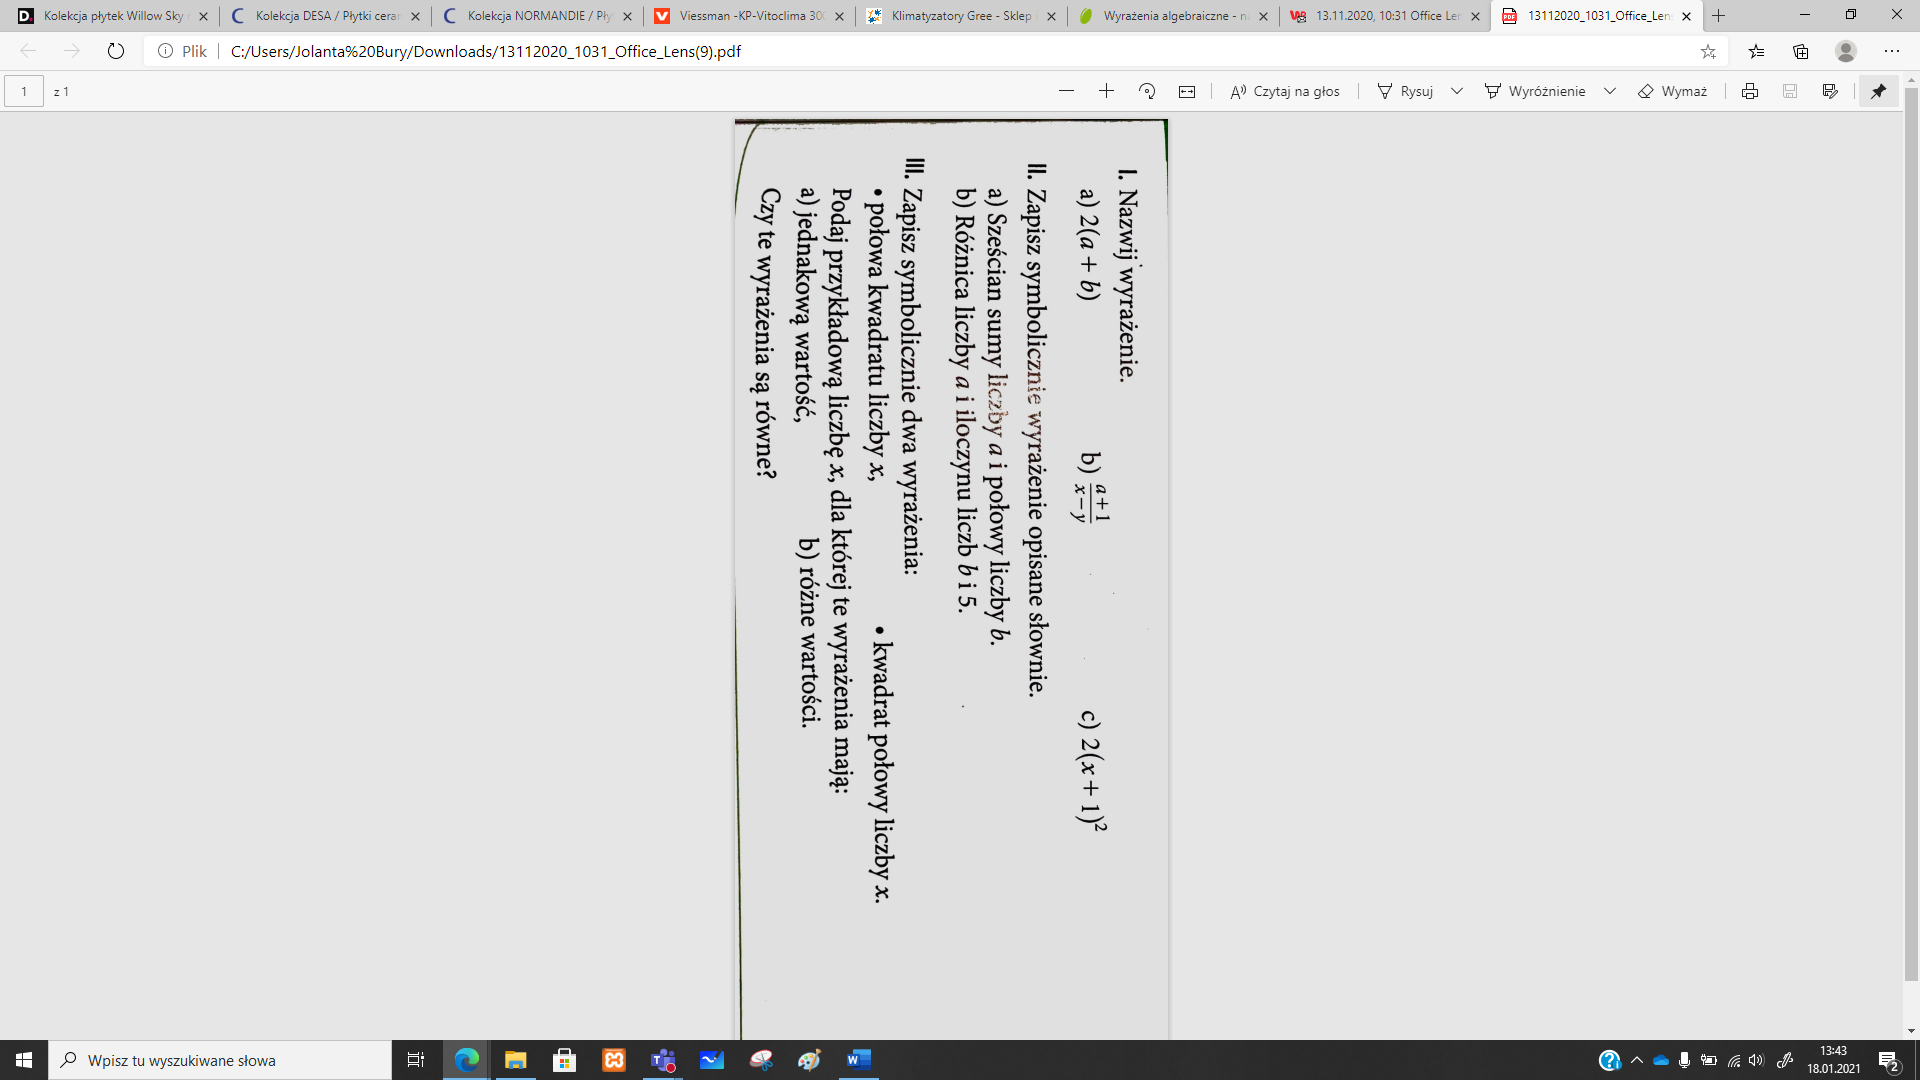 Kolekcja płytek Willow Sky
Kolekcja DESA / Płytki cerar
Kolekcja NORMANDIE / Pły
Viessman -KP-Vitoclima 300
Klimatyzatory Gree - Sklep
Wyrażenia algebraiczne - n
13.11.2020, 10:31 Office Len
13112020_1031_Office_Lens
Plik
C:/Users/Jolanta%20Bury/Downloads/13112020_1031_Office_Lens(9).pdf
1 z 1
Czytaj na głos
Rysuj
Wyróżnienie
Wymaż
I. Nazwij wyrażenie.
a) 2(a + b) b) (a+1)/(x−y) c) 2(x + 1)²
II. Zapisz symbolicznie wyrażenie opisane słownie.
a) Sześcian sumy liczby a i połowy liczby b.
b) Różnica liczby a i iloczynu liczb b i 5.
III. Zapisz symbolicznie dwa wyrażenia:
• połowa kwadratu liczby x, • kwadrat połowy liczby x.
Podaj przykładową liczbę x, dla której te wyrażenia mają:
a) jednakową wartość, b) różne wartości.
Czy te wyrażenia są równe?
Wpisz tu wyszukiwane słowa
13:43
18.01.2021
2